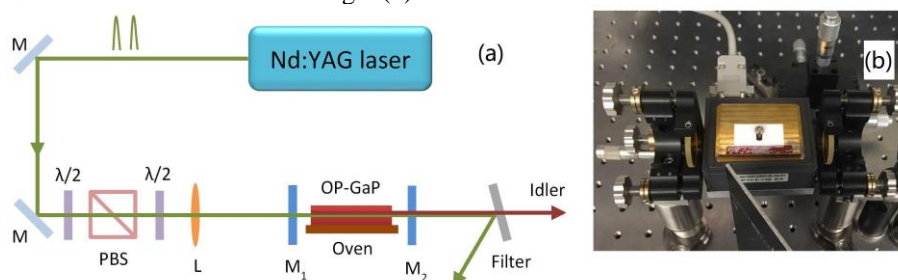 Nd:YAG laser
(a)
(b)
M
λ/2
λ/2
OP-GaP
Idler
M
PBS
L
M1
Oven
M2
Filter